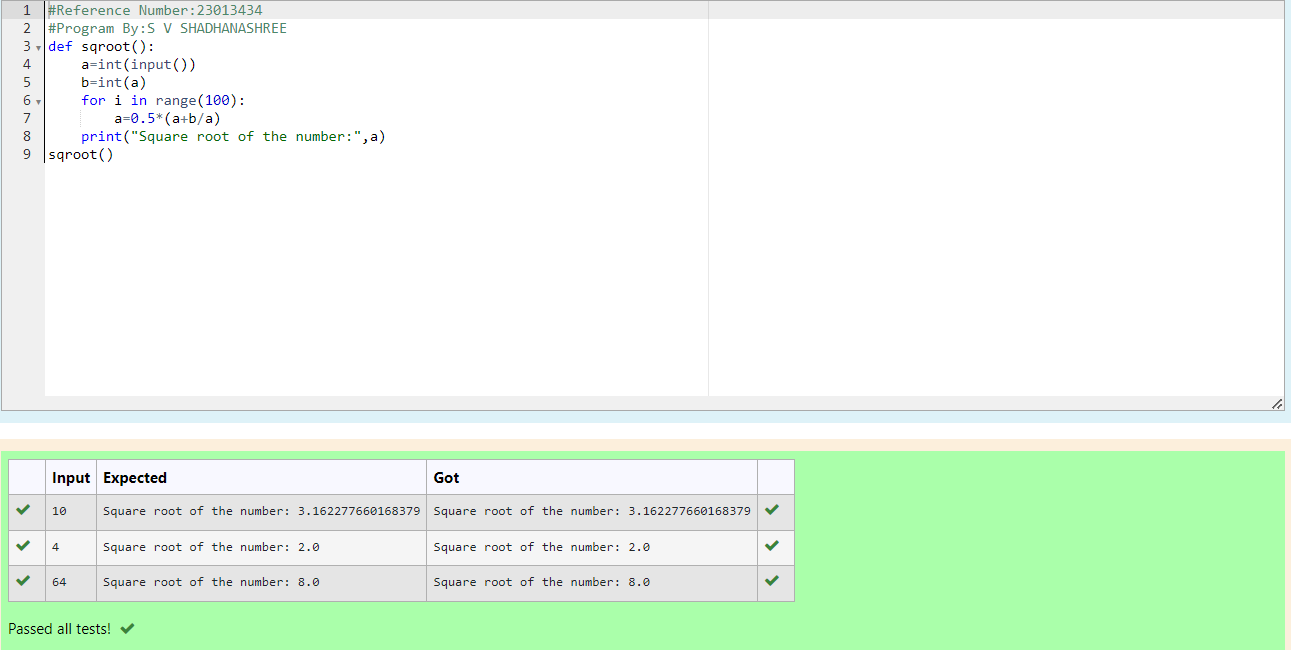 1 #Reference Number:23013434
2 #Program By:S V SHADHANASHREE
3 def sqroot():
4     a=int(input())
5     b=int(a)
6     for i in range(100):
7         a=0.5*(a+b/a)
8     print("Square root of the number:",a)
9 sqroot()
Input Expected Got
10 Square root of the number: 3.162277660168379 Square root of the number: 3.162277660168379
4 Square root of the number: 2.0 Square root of the number: 2.0
64 Square root of the number: 8.0 Square root of the number: 8.0
Passed all tests!